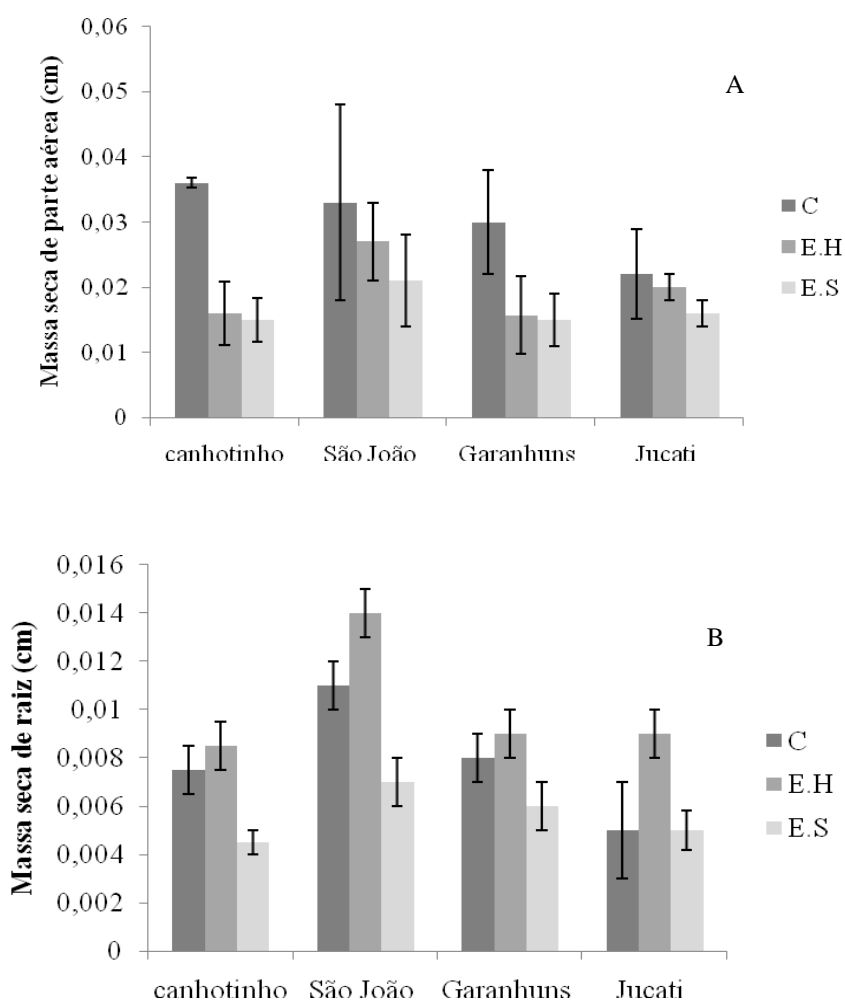 0,06
A
0,05
0,04
0,03
0,02
0,01
0
Massa seca de parte aérea (cm)
C
E.H
E.S
canhotinho São João Garanhuns Jucati
0,016
0,014
B
0,012
0,01
0,008
0,006
0,004
0,002
0
Massa seca de raiz (cm)
C
E.H
E.S
canhotinho São João Garanhuns Jucati